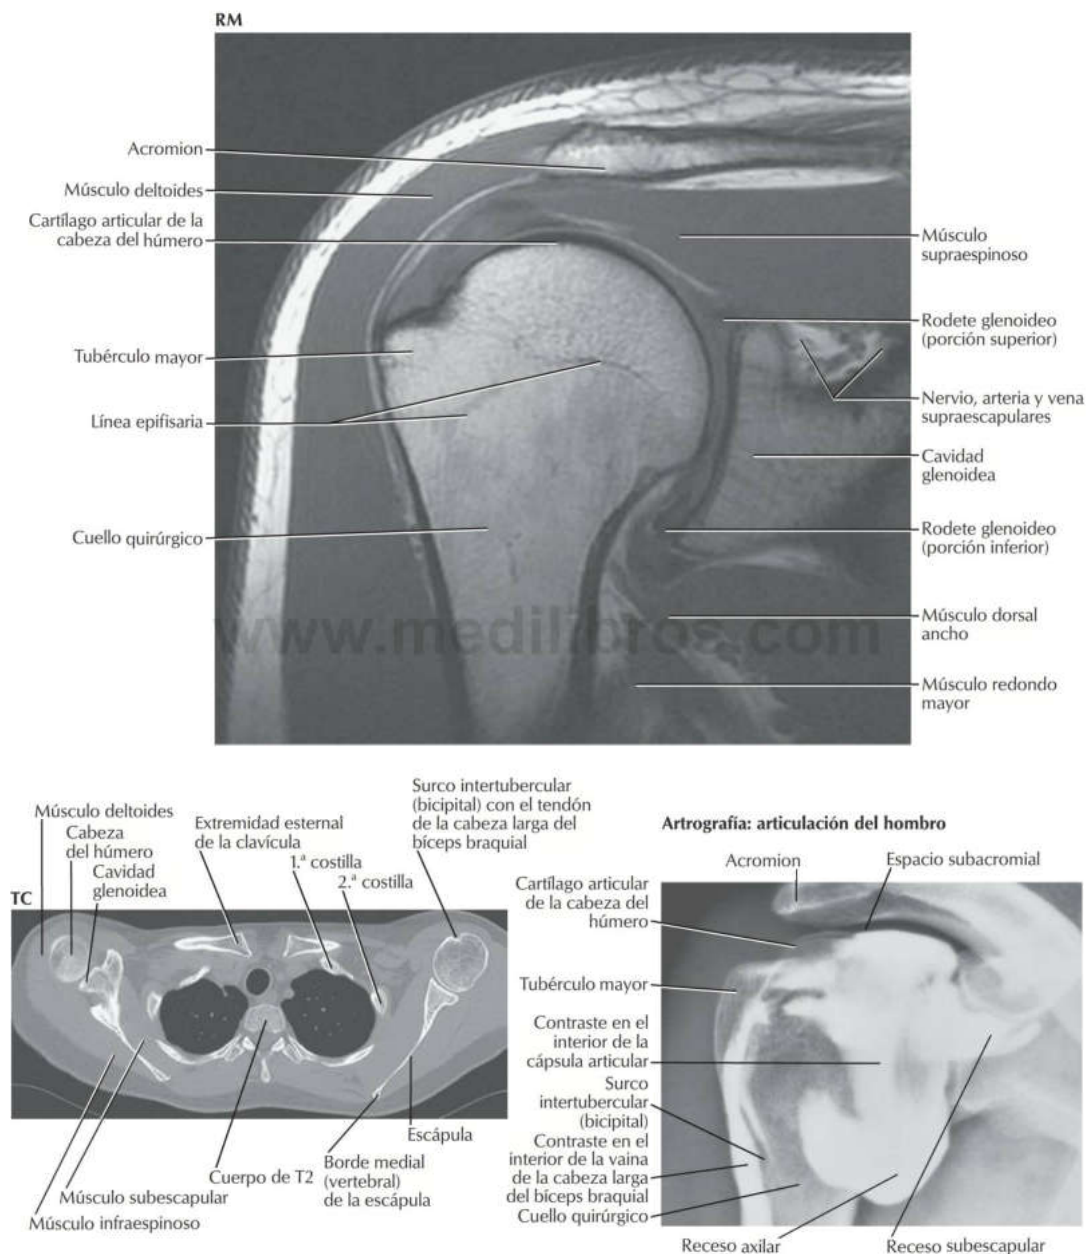 RM
Acromion
Músculo deltoides
Cartílago articular de la
cabeza del húmero
Tubérculo mayor
Línea epifisaria
Cuello quirúrgico
Músculo
supraespinoso
Rodete glenoideo
(porción superior)
Nervio, arteria y vena
supraescapulares
Cavidad
glenoidea
Rodete glenoideo
(porción inferior)
Músculo dorsal
ancho
Músculo redondo
mayor
www.medilibros.com
TC
Músculo deltoides
Cabeza
del húmero
Cavidad
glenoidea
Extremidad esternal
de la clavícula
1.ª costilla
2.ª costilla
Surco intertubercular
(bicipital) con el tendón
de la cabeza larga del
bíceps braquial
Escápula
Borde medial
(vertebral)
de la escápula
Cuerpo de T2
Músculo subescapular
Músculo infraespinoso
Artrografía: articulación del hombro
Acromion
Espacio subacromial
Cartílago articular
de la cabeza del
húmero
Tubérculo mayor
Contraste en el
interior de la
cápsula articular
Surco
intertubercular
(bicipital)
Contraste en el
interior de la vaina
de la cabeza larga
del bíceps braquial
Cuello quirúrgico
Receso axilar
Receso subescapular